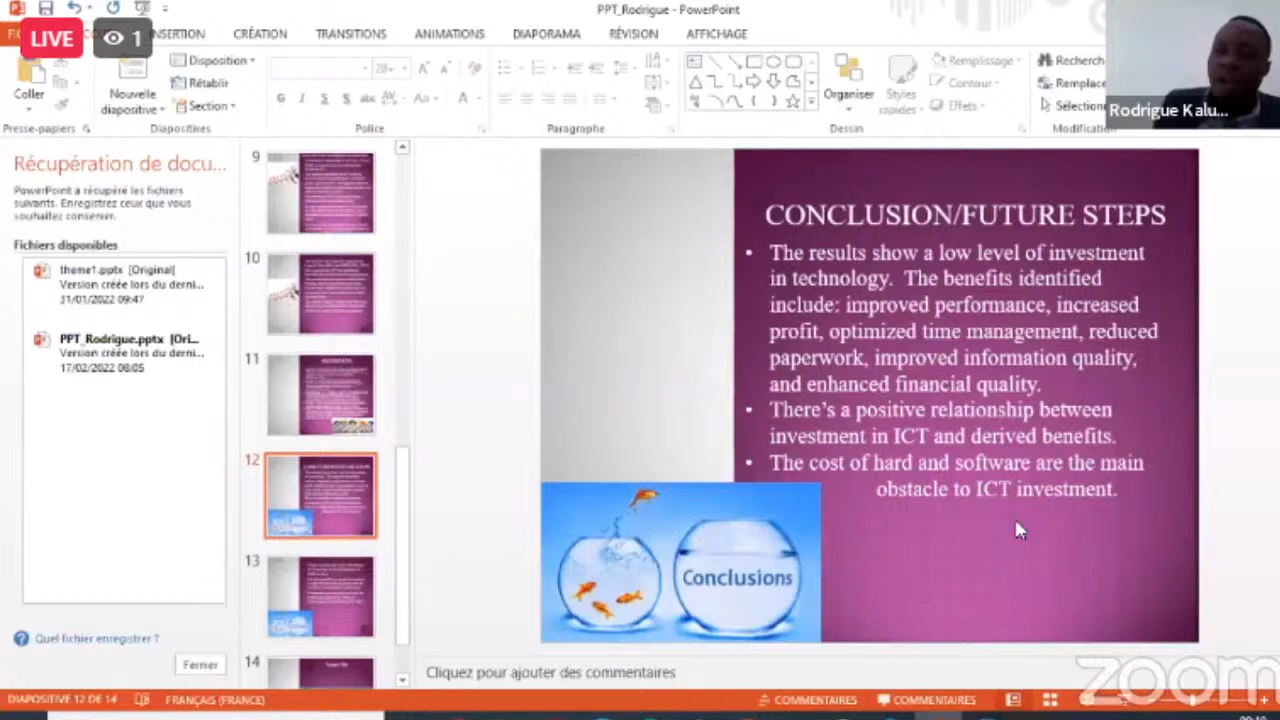 PPT_Rodrigue - PowerPoint
LIVE
1
INSERTION
CRÉATION
TRANSITIONS
ANIMATIONS
DIAPORAMA
RÉVISION
AFFICHAGE
Coller
Nouvelle
diapositive
Disposition
Rétablir
Section
Organiser
Styles
rapides
Remplissage
Contour
Effets
Recherch
Remplace
Sélection
Presse-papiers
Diapositives
Police
Paragraphe
Dessin
Modification
Rodrigue Kalu...
Récupération de docu...
PowerPoint a récupéré les fichiers
suivants. Enregistrez ceux que vous
souhaitez conserver.
Fichiers disponibles
theme1.pptx [Original]
Version créée lors du derni...
31/01/2022 09:47
PPT_Rodrigue.pptx [Ori...
Version créée lors du derni...
17/02/2022 08:05
Quel fichier enregistrer ?
Fermer
9
10
11
12
13
14
CONCLUSION/FUTURE STEPS
• The results show a low level of investment
in technology. The benefits identified
include: improved performance, increased
profit, optimized time management, reduced
paperwork, improved information quality,
and enhanced financial quality.
• There's a positive relationship between
investment in ICT and derived benefits.
The cost of hard and software are the main
obstacle to ICT investment.
Conclusions
Cliquez pour ajouter des commentaires
zoom
DIAPOSITIVE 12 DE 14
FRANÇAIS (FRANCE)
COMMENTAIRES
COMMENTAIRES